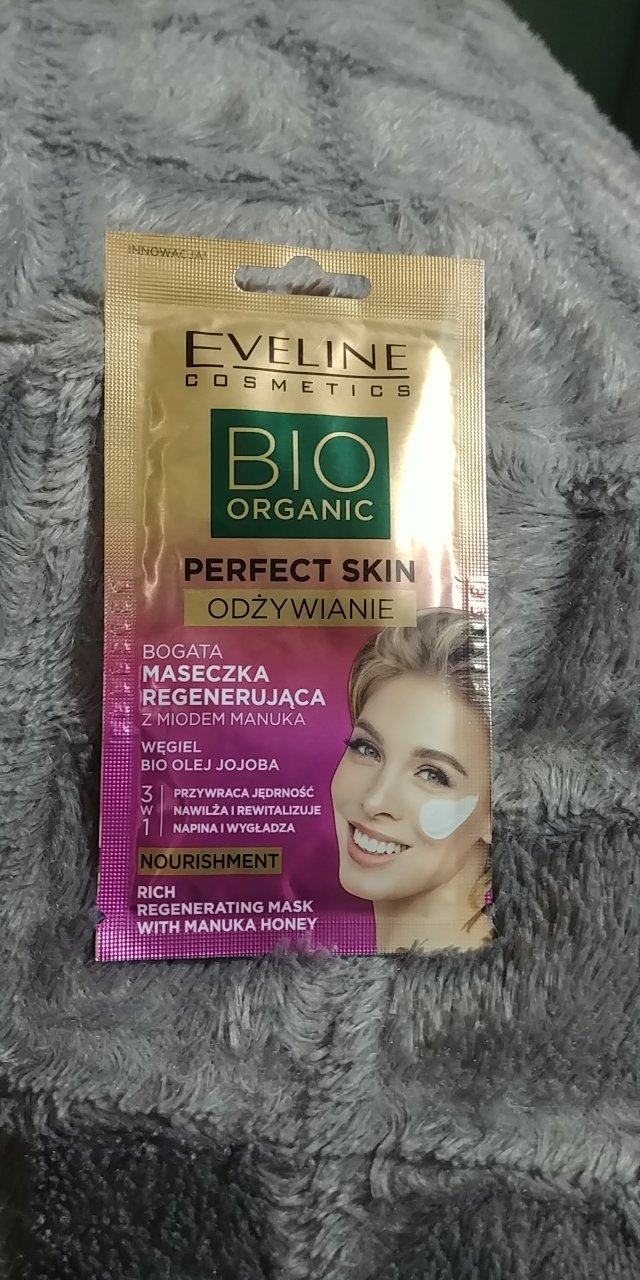 INNOWACJA!
EVELINE
COSMETICS
BIO
ORGANIC
PERFECT SKIN
ODŻYWIANIE
BOGATA
MASECZKA
REGENERUJĄCA
Z MIODEM MANUKA
WĘGIEL
BIO OLEJ JOJOBA
3 W 1
PRZYWRACA JĘDRNOŚĆ
NAWILŻA I REWITALIZUJE
NAPINA I WYGŁADZA
NOURISHMENT
RICH
REGENERATING MASK
WITH MANUKA HONEY